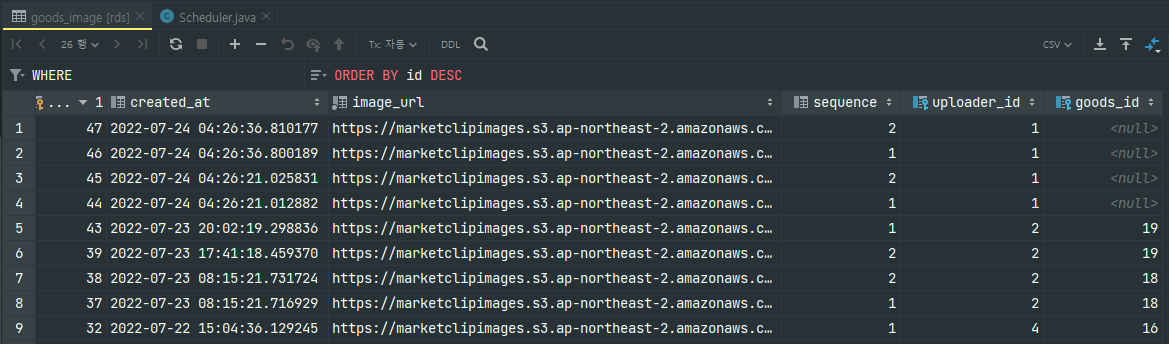 goods_image [rds] Scheduler.java
26 행 Tx: 자동 DDL CSV
WHERE ORDER BY id DESC
... 1 created_at image_url sequence uploader_id goods_id
1 47 2022-07-24 04:26:36.810177 https://marketclipimages.s3.ap-northeast-2.amazonaws.c… 2 1 <null>
2 46 2022-07-24 04:26:36.800189 https://marketclipimages.s3.ap-northeast-2.amazonaws.c… 1 1 <null>
3 45 2022-07-24 04:26:21.025831 https://marketclipimages.s3.ap-northeast-2.amazonaws.c… 2 1 <null>
4 44 2022-07-24 04:26:21.012882 https://marketclipimages.s3.ap-northeast-2.amazonaws.c… 1 1 <null>
5 43 2022-07-23 20:02:19.298836 https://marketclipimages.s3.ap-northeast-2.amazonaws.c… 1 2 19
6 39 2022-07-23 17:41:18.459370 https://marketclipimages.s3.ap-northeast-2.amazonaws.c… 2 2 19
7 38 2022-07-23 08:15:21.731724 https://marketclipimages.s3.ap-northeast-2.amazonaws.c… 2 2 18
8 37 2022-07-23 08:15:21.716929 https://marketclipimages.s3.ap-northeast-2.amazonaws.c… 1 2 18
9 32 2022-07-22 15:04:36.129245 https://marketclipimages.s3.ap-northeast-2.amazonaws.c… 1 4 16